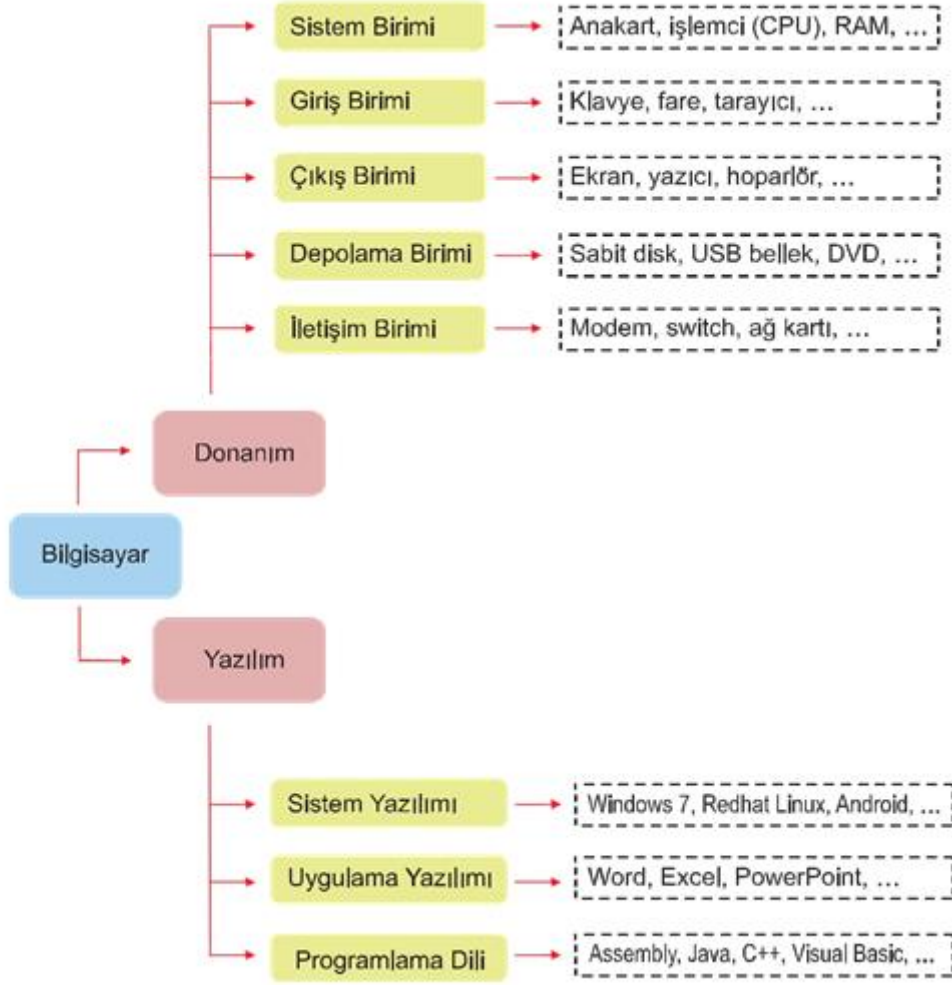 Sistem Birimi
Anakart, işlemci (CPU), RAM, ...
Giriş Birimi
Klavye, fare, tarayıcı, ...
Çıkış Birimi
Ekran, yazıcı, hoparlör, ...
Depolama Birimi
Sabit disk, USB bellek, DVD, ...
İletişim Birimi
Modem, switch, ağ kartı, ...
Donanım
Bilgisayar
Yazılım
Sistem Yazılımı
Windows 7, Redhat Linux, Android, ...
Uygulama Yazılımı
Word, Excel, PowerPoint, ...
Programlama Dili
Assembly, Java, C++, Visual Basic, ...